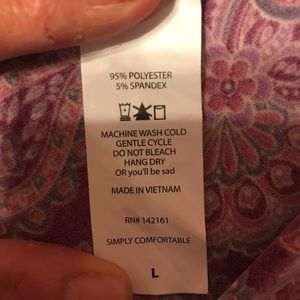 95% POLYESTER
5% SPANDEX
MACHINE WASH COLD
GENTLE CYCLE
DO NOT BLEACH
HANG DRY
OR you'll be sad
MADE IN VIETNAM
RN# 142161
SIMPLY COMFORTABLE
L